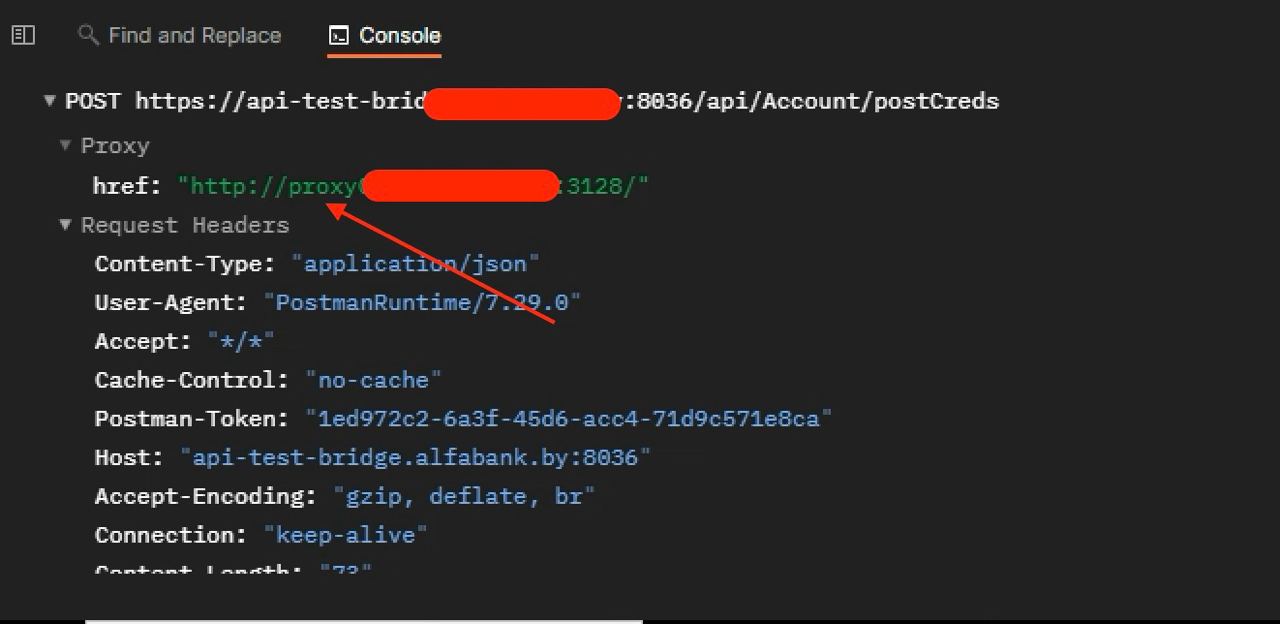 Find and Replace Console
POST https://api-test-brid :8036/api/Account/postCreds
Proxy
href: "http://proxy :3128/"
Request Headers
Content-Type: "application/json"
User-Agent: "PostmanRuntime/7.29.0"
Accept: "*/*"
Cache-Control: "no-cache"
Postman-Token: "1ed972c2-6a3f-45d6-acc4-71d9c571e8ca"
Host: "api-test-bridge.alfabank.by:8036"
Accept-Encoding: "gzip, deflate, br"
Connection: "keep-alive"
Content-Length: "73"